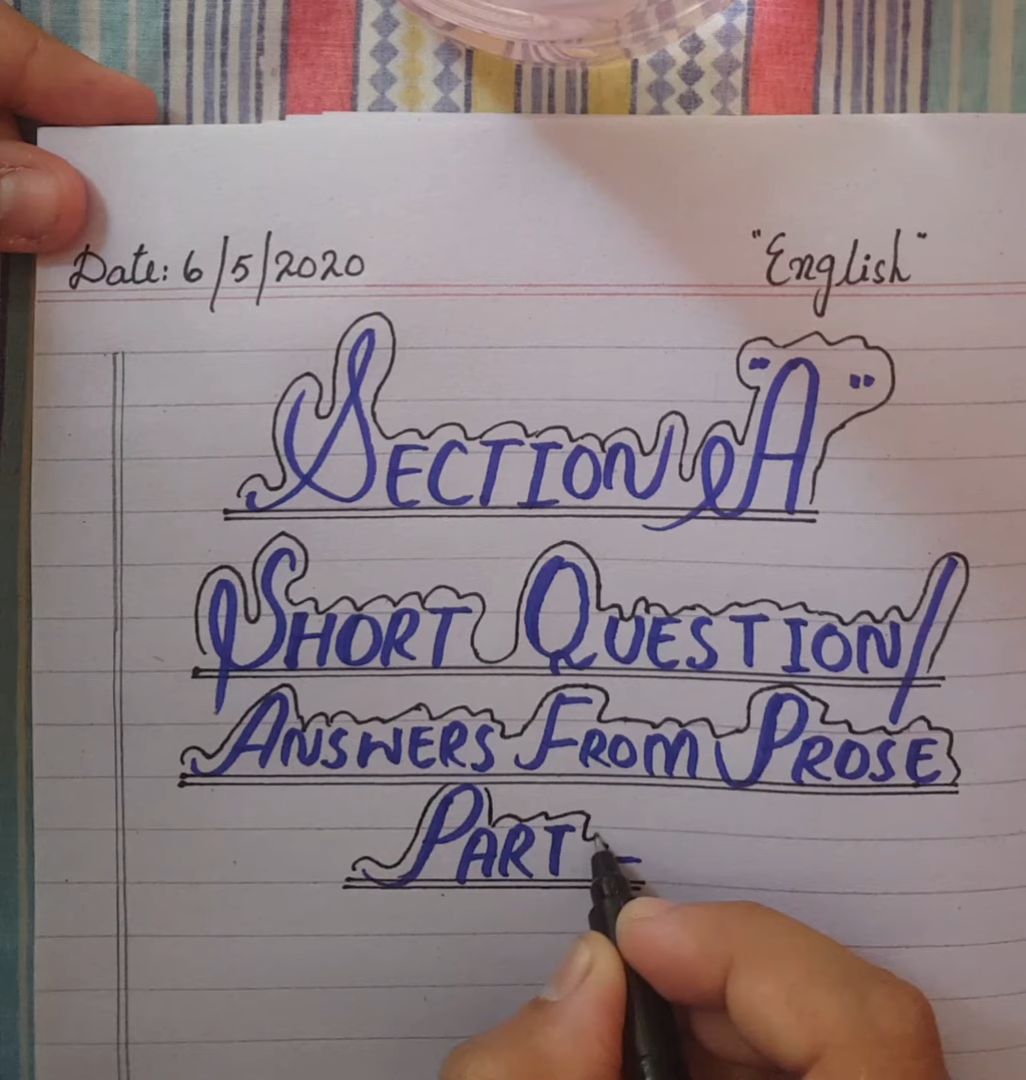 Date: 6/5/2020 "English"
SECTION "A"
SHORT QUESTION/
ANSWERS FROM PROSE
PART-